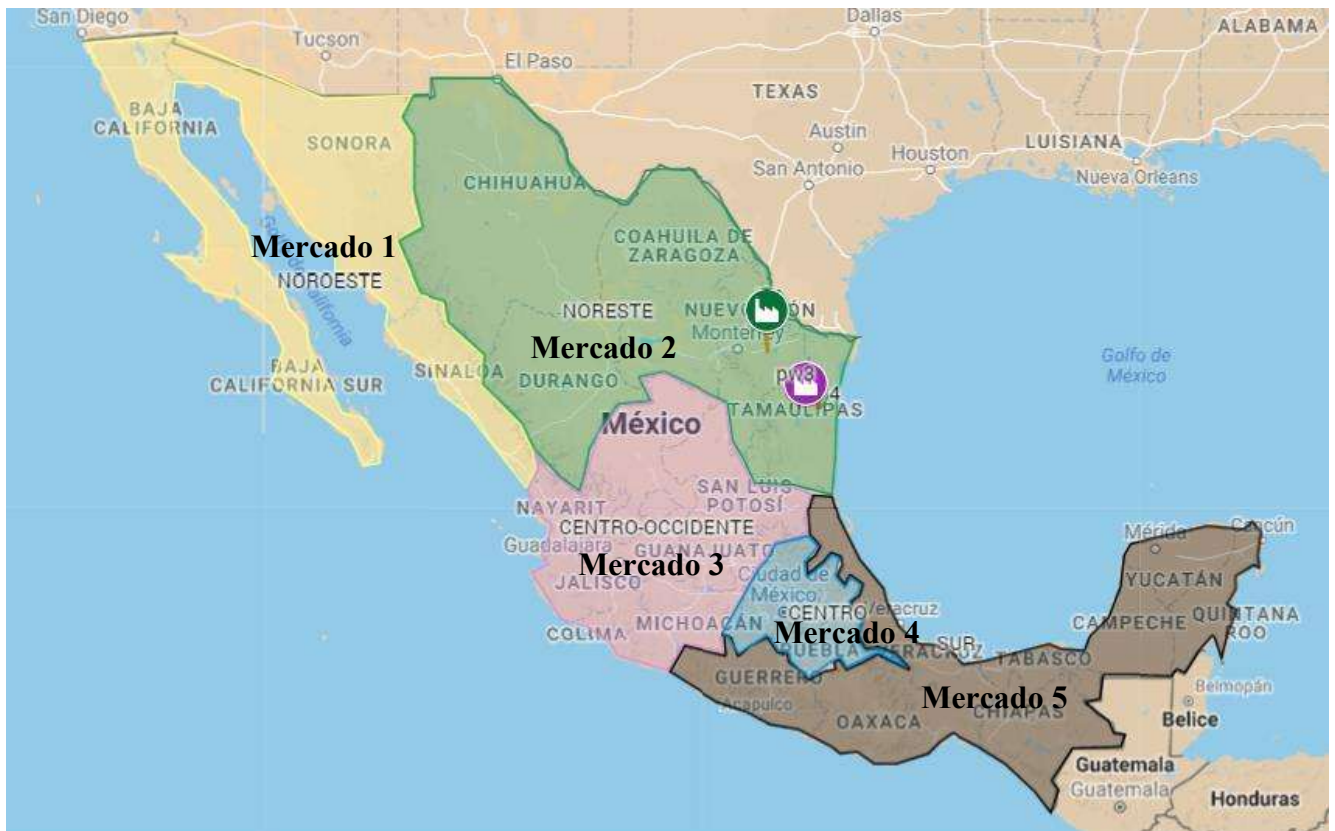 San Diego
Dallas
ALABAMA
Tucson
El Paso
TEXAS
BAJA
CALIFORNIA
SONORA
Austin
LUISIANA
Houston
San Antonio
Nueva Orleans
CHIHUAHUA
COAHUILA DE
ZARAGOZA
Mercado 1
NOROESTE
NORESTE
Monterrey
Mercado 2
Golfo de
México
BAJA
CALIFORNIA SUR
SINALOA
DURANGO
pw3
4
TAMAULIPAS
México
SAN LUIS
POTOSÍ
NAYARIT
CENTRO-OCCIDENTE
Mérida
Cancún
Guadalajara
GUANAJUATO
Mercado 3
JALISCO
Ciudad de
México
YUCATÁN
CENTRO
Veracruz
CAMPECHE
QUINTANA
ROO
COLIMA
MICHOACÁN
Mercado 4
PUEBLA
VERACRUZ
SUR
TABASCO
GUERRERO
Acapulco
Mercado 5
OAXACA
CHIAPAS
Belmopán
Belice
Guatemala
Guatemala
Honduras